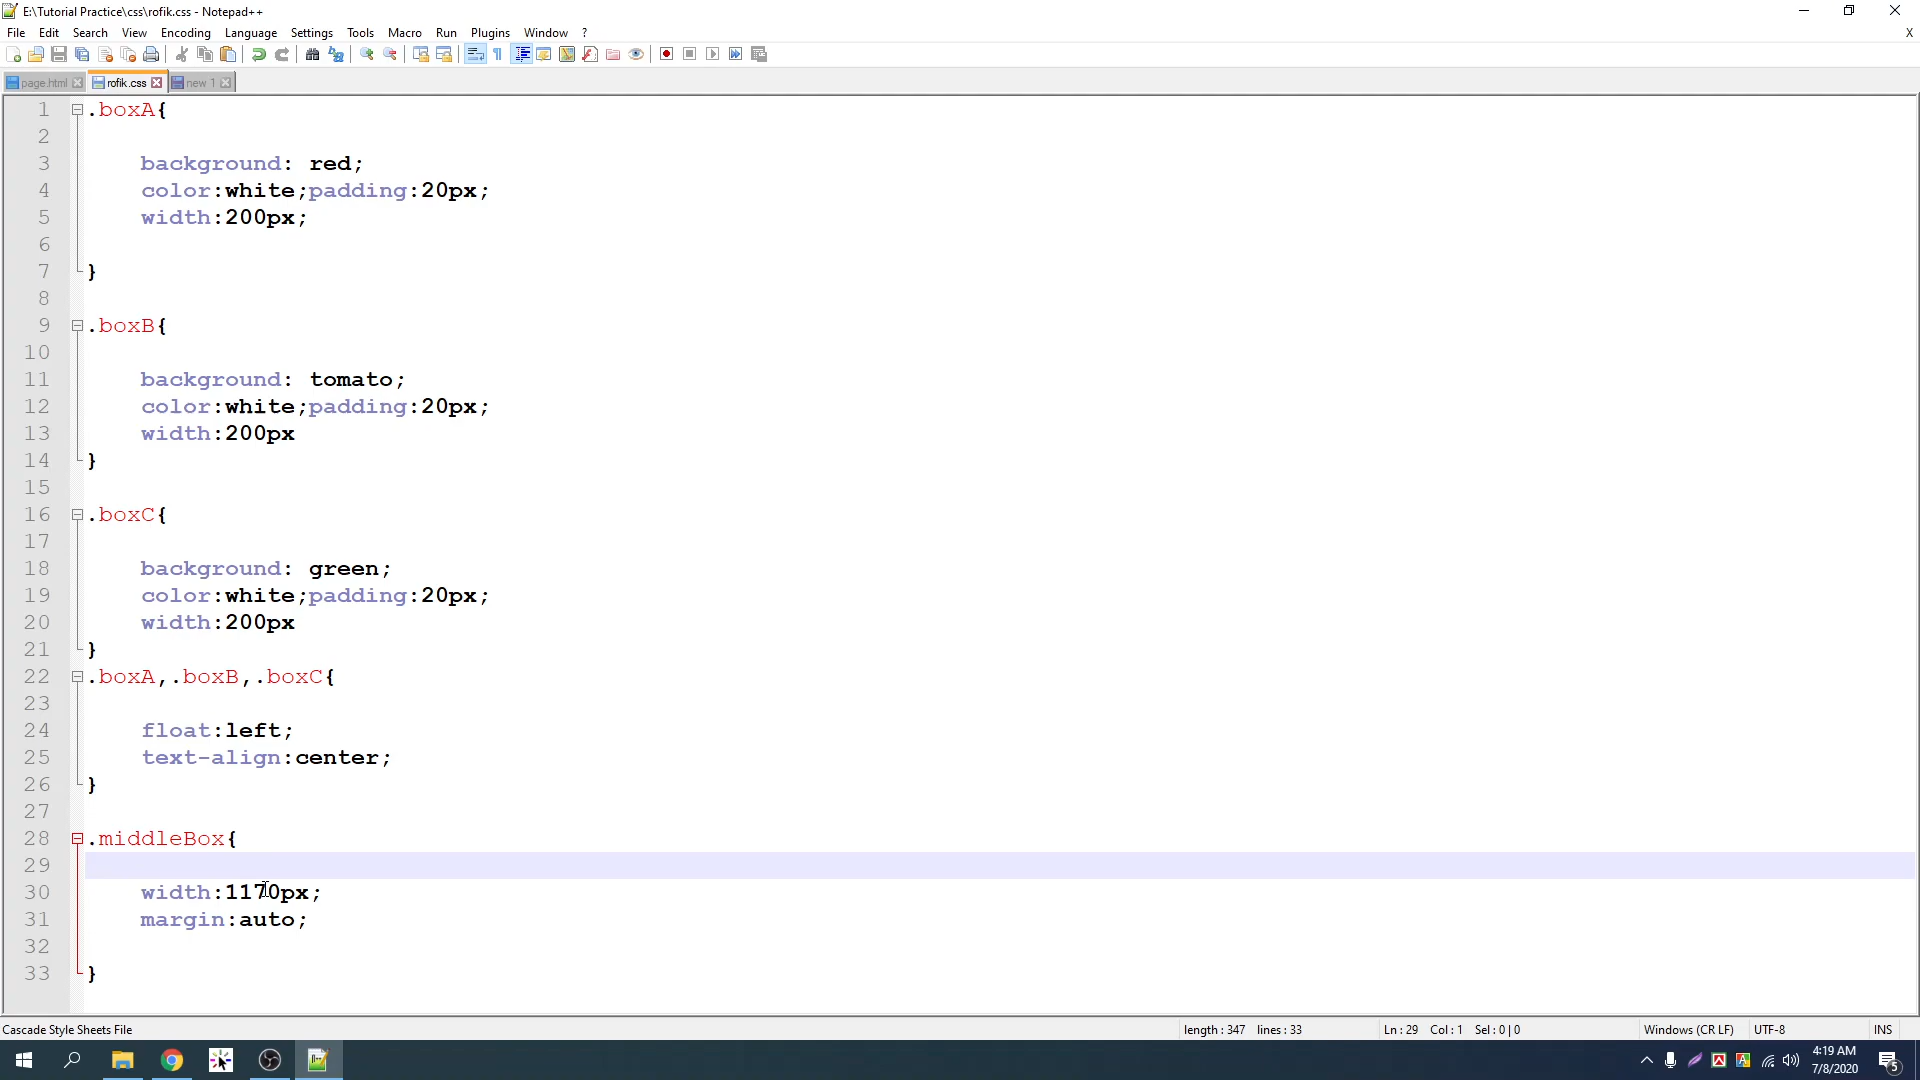 E:\Tutorial Practice\css\rofik.css - Notepad++
File Edit Search View Encoding Language Settings Tools Macro Run Plugins Window ? X
page.html rofik.css new 1
1 .boxA{
2
3 background: red;
4 color:white;padding:20px;
5 width:200px;
6
7 }
8
9 .boxB{
10
11 background: tomato;
12 color:white;padding:20px;
13 width:200px
14 }
15
16 .boxC{
17
18 background: green;
19 color:white;padding:20px;
20 width:200px
21 }
22 .boxA,.boxB,.boxC{
23
24 float:left;
25 text-align:center;
26 }
27
28 .middleBox{
29
30 width:1170px;
31 margin:auto;
32
33 }
Cascade Style Sheets File length : 347 lines : 33 Ln : 29 Col : 1 Sel : 0 | 0 Windows (CR LF) UTF-8 INS
4:19 AM
7/8/2020
5